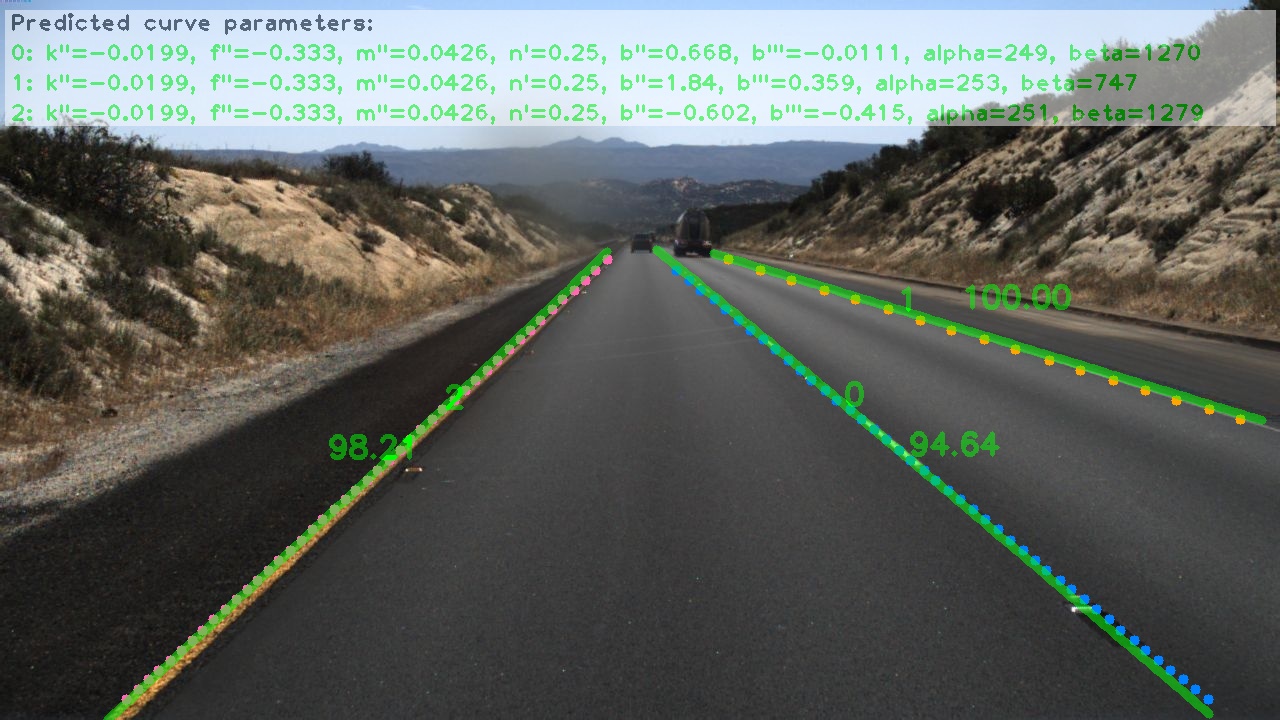 Predicted curve parameters:
0: k''=-0.0199, f''=-0.333, m''=0.0426, n'=0.25, b''=0.668, b'''=-0.0111, alpha=249, beta=1270
1: k''=-0.0199, f''=-0.333, m''=0.0426, n'=0.25, b''=1.84, b'''=0.359, alpha=253, beta=747
2: k''=-0.0199, f''=-0.333, m''=0.0426, n'=0.25, b''=-0.602, b'''=-0.415, alpha=251, beta=1279
1 100.00
2 0
98.21 94.64